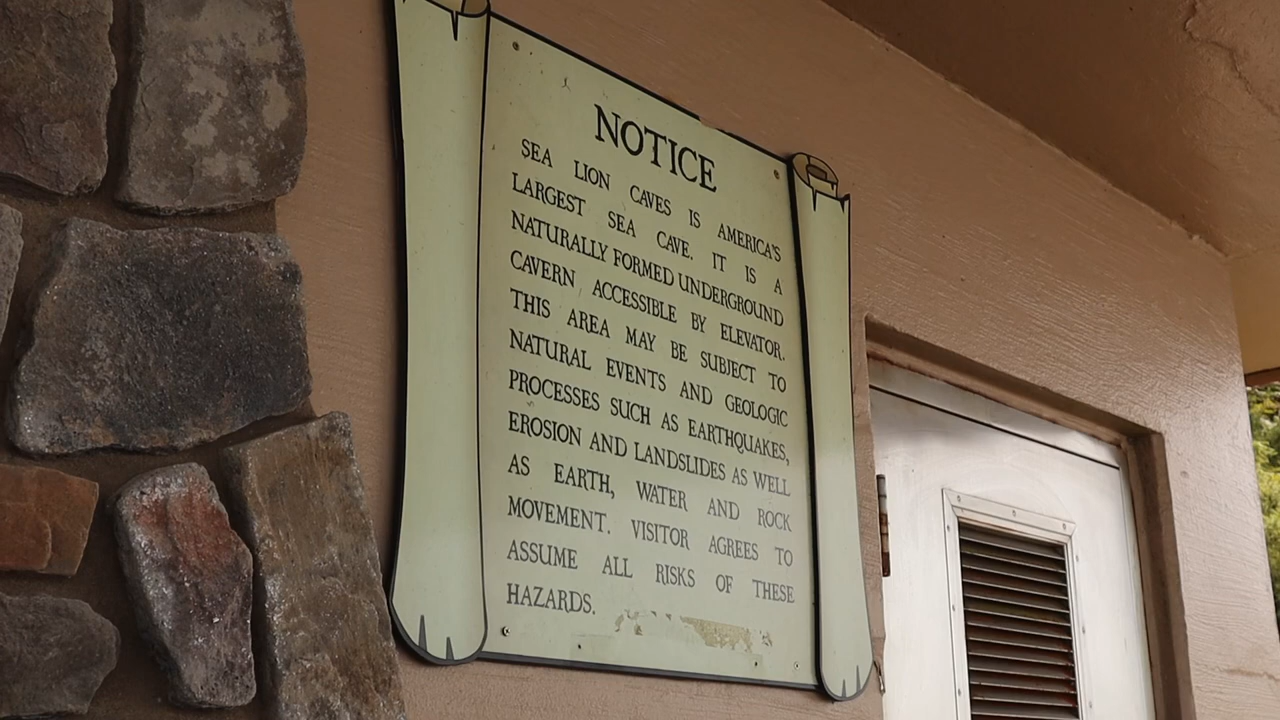 NOTICE
SEA LION CAVES IS AMERICA'S
LARGEST SEA CAVE. IT IS A
NATURALLY FORMED UNDERGROUND
CAVERN ACCESSIBLE BY ELEVATOR.
THIS AREA MAY BE SUBJECT TO
NATURAL EVENTS AND GEOLOGIC
PROCESSES SUCH AS EARTHQUAKES,
EROSION AND LANDSLIDES AS WELL
AS EARTH, WATER AND ROCK
MOVEMENT. VISITOR AGREES TO
ASSUME ALL RISKS OF THESE
HAZARDS.